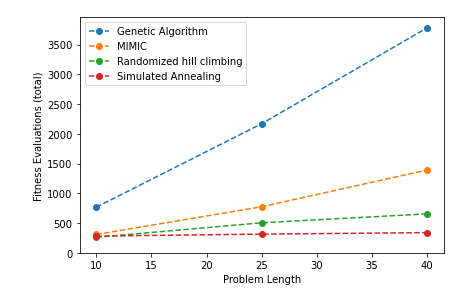 Genetic Algorithm
MIMIC
Randomized hill climbing
Simulated Annealing
Fitness Evaluations (total)
3500
3000
2500
2000
1500
1000
500
0
10 15 20 25 30 35 40
Problem Length